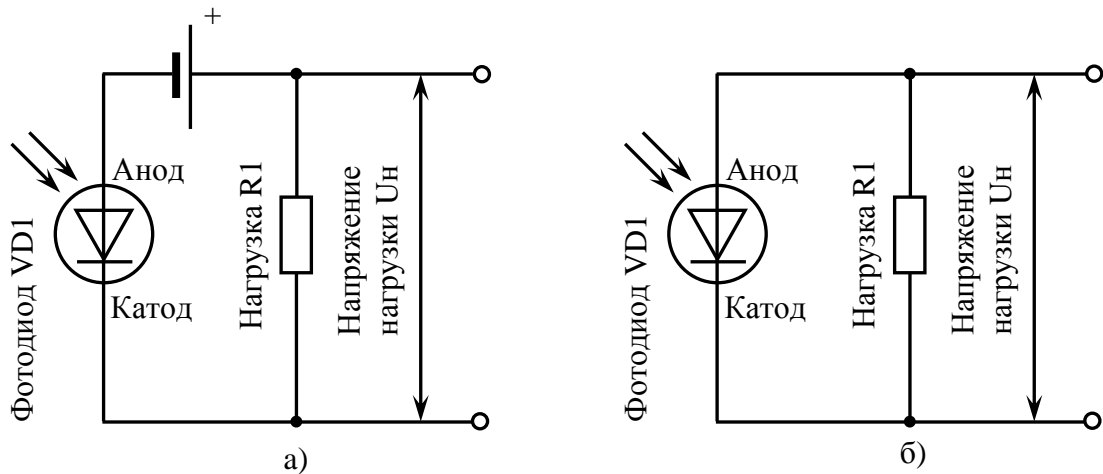 +
Фотодиод VD1
Анод
Катод
Нагрузка R1
Напряжение
нагрузки Uн
а)
Фотодиод VD1
Анод
Катод
Нагрузка R1
Напряжение
нагрузки Uн
б)